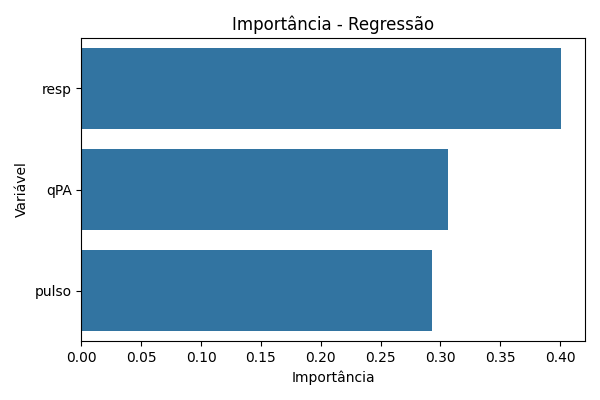 Importância - Regressão
Variável
resp
qPA
pulso
0.00 0.05 0.10 0.15 0.20 0.25 0.30 0.35 0.40
Importância